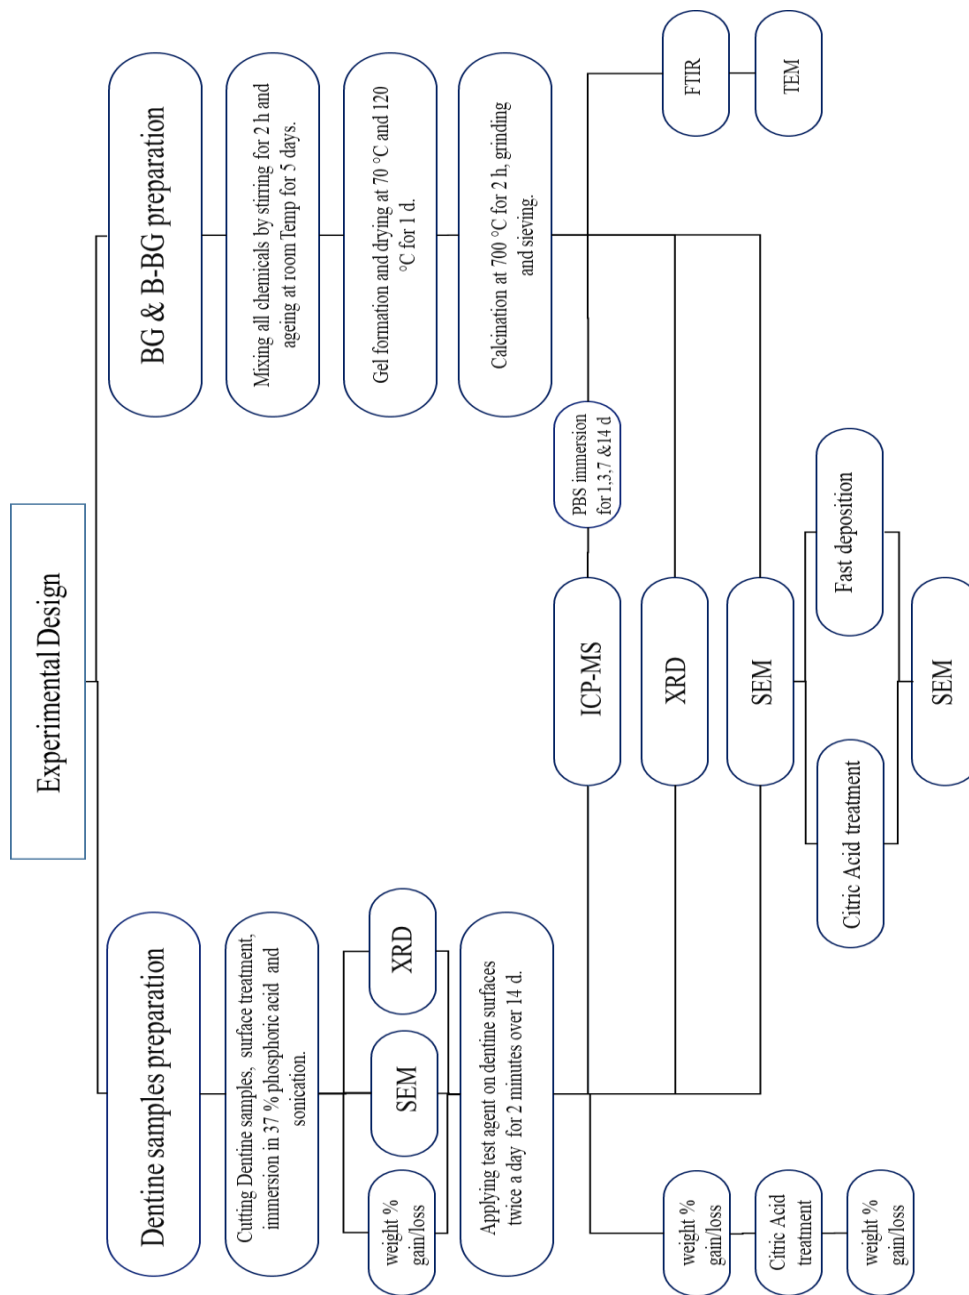 Experimental Design
Dentine samples preparation
Cutting Dentine samples, surface treatment,
immersion in 37 % phosphoric acid and
sonication.
weight %
gain/loss
SEM
XRD
Applying test agent on dentine surfaces
twice a day for 2 minutes over 14 d.
weight %
gain/loss
Citric Acid
treatment
weight %
gain/loss
BG & B-BG preparation
Mixing all chemicals by stirring for 2 h and
ageing at room Temp for 5 days.
Gel formation and drying at 70 °C and 120
°C for 1 d.
Calcination at 700 °C for 2 h, grinding
and sieving.
PBS immersion
for 1,3,7 &14 d
ICP-MS
XRD
SEM
Citric Acid treatment
Fast deposition
SEM
FTIR
TEM